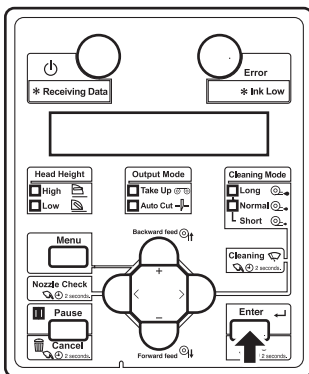 Error
* Receiving Data
* Ink Low
Head Height
High
Low
Output Mode
Take Up
Auto Cut
Cleaning Mode
Long
Normal
Short
Menu
Backward feed
+
Cleaning
2 seconds.
Nozzle Check
2 seconds.
< >
Pause
Cancel
2 seconds.
−
Forward feed
Enter
2 seconds.